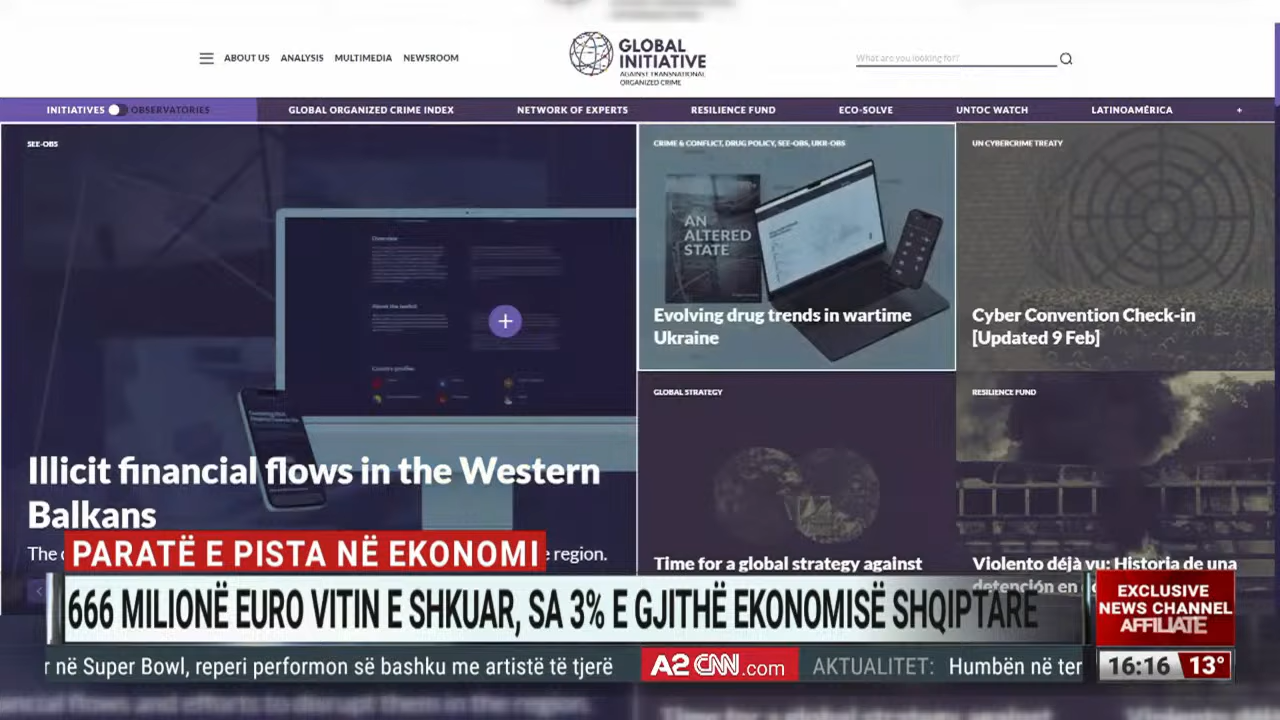 ABOUT US ANALYSIS MULTIMEDIA NEWSROOM
GLOBAL
INITIATIVE
AGAINST TRANSNATIONAL
ORGANIZED CRIME
What are you looking for?
INITIATIVES OBSERVATORIES GLOBAL ORGANIZED CRIME INDEX NETWORK OF EXPERTS RESILIENCE FUND ECO-SOLVE UNTOC WATCH LATINOAMÉRICA +
SEE-OBS
Overview
About the toolkit
Country profiles
Illicit financial flows in the Western
Balkans
The
region.
CRIME & CONFLICT, DRUG POLICY, SEE-OBS, UKR-OBS
AN
ALTERED
STATE
Evolving drug trends in wartime
Ukraine
UN CYBERCRIME TREATY
Cyber Convention Check-in
[Updated 9 Feb]
GLOBAL STRATEGY
Time for a global strategy against
RESILIENCE FUND
Violento déjà vu: Historia de una
detención en
PARATË E PISTA NË EKONOMI
666 MILIONË EURO VITIN E SHKUAR, SA 3% E GJITHË EKONOMISË SHQIPTARE
EXCLUSIVE
NEWS CHANNEL
AFFILIATE
r në Super Bowl, reperi performon së bashku me artistë të tjerë
A2 CNN.com
AKTUALITET: Humbën në ter
16:16 13°